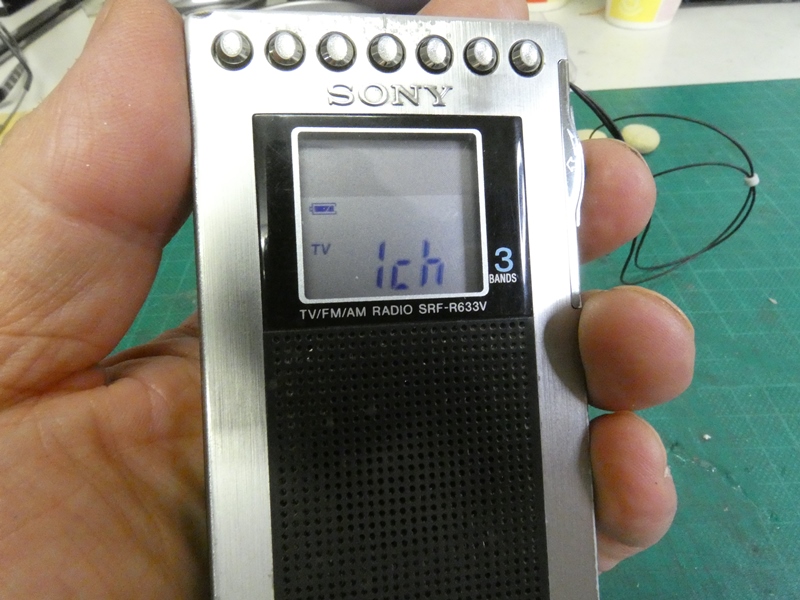 SONY
TV
1ch
3
BANDS
TV/FM/AM RADIO SRF-R633V